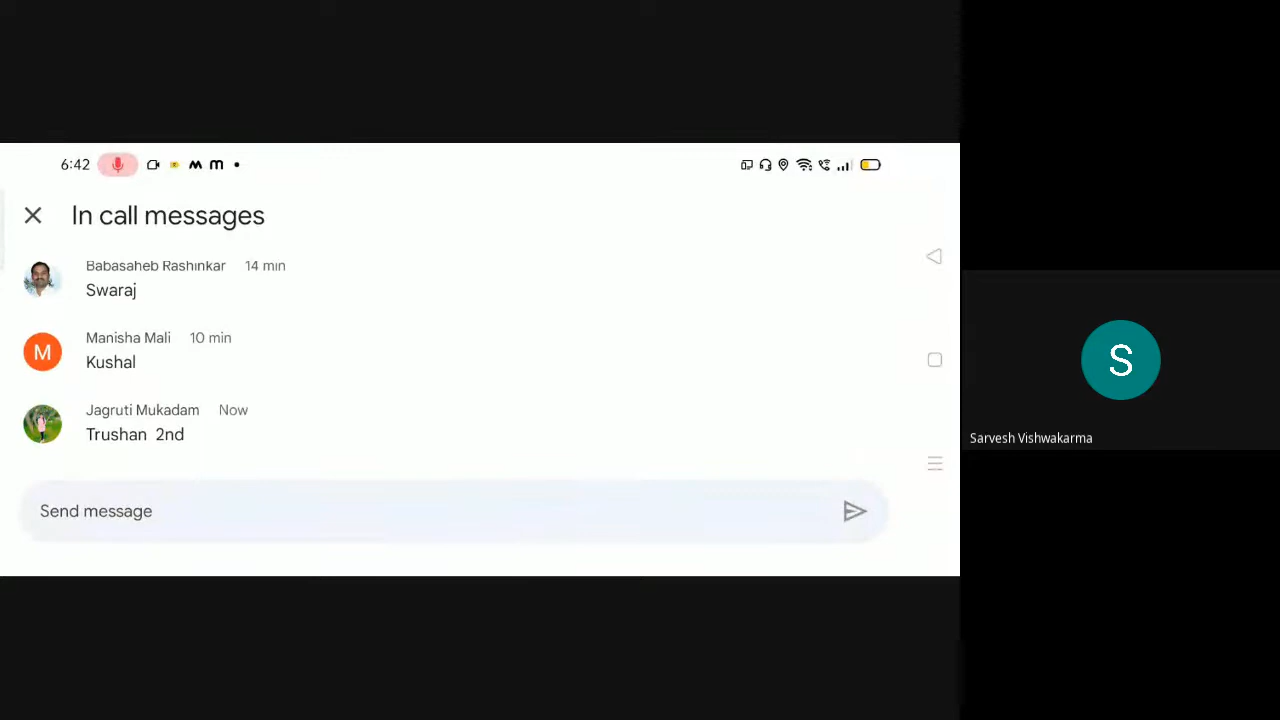 6:42
In call messages
Babasaheb Rashinkar 14 min
Swaraj
M
Manisha Mali 10 min
Kushal
Jagruti Mukadam Now
Trushan 2nd
Send message
S
Sarvesh Vishwakarma